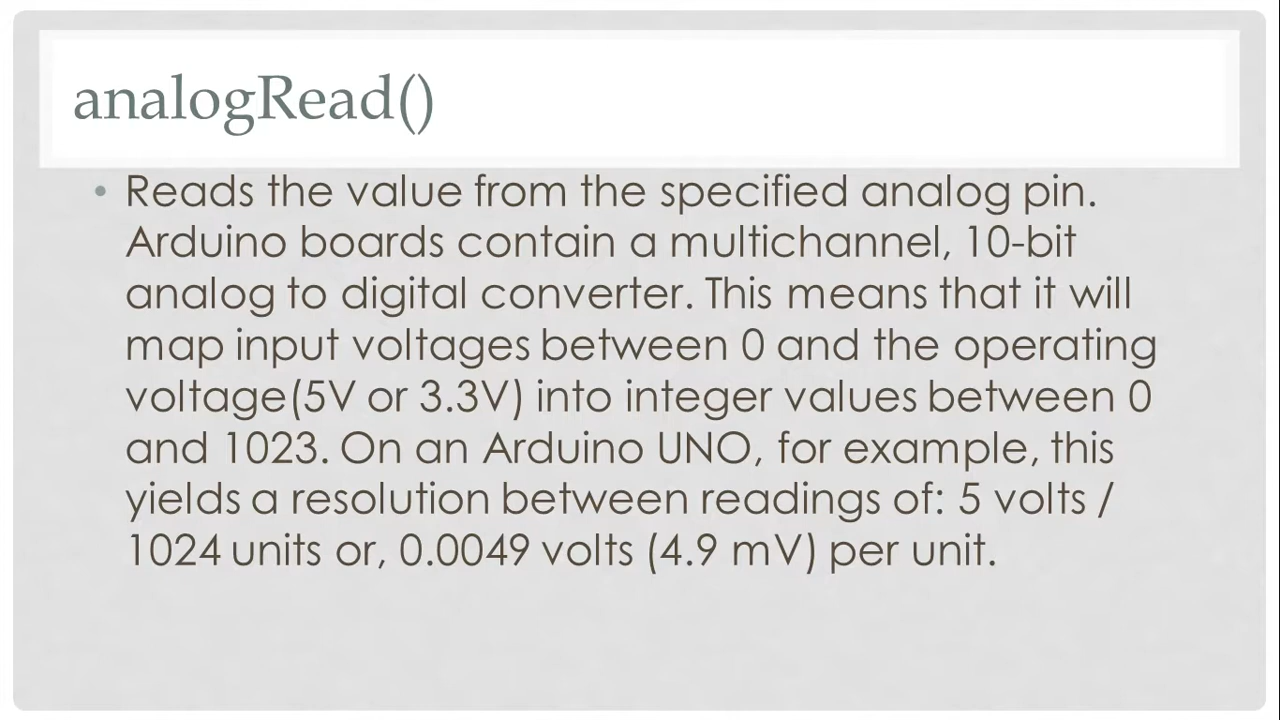 analogRead()
• Reads the value from the specified analog pin.
Arduino boards contain a multichannel, 10-bit
analog to digital converter. This means that it will
map input voltages between 0 and the operating
voltage(5V or 3.3V) into integer values between 0
and 1023. On an Arduino UNO, for example, this
yields a resolution between readings of: 5 volts /
1024 units or, 0.0049 volts (4.9 mV) per unit.